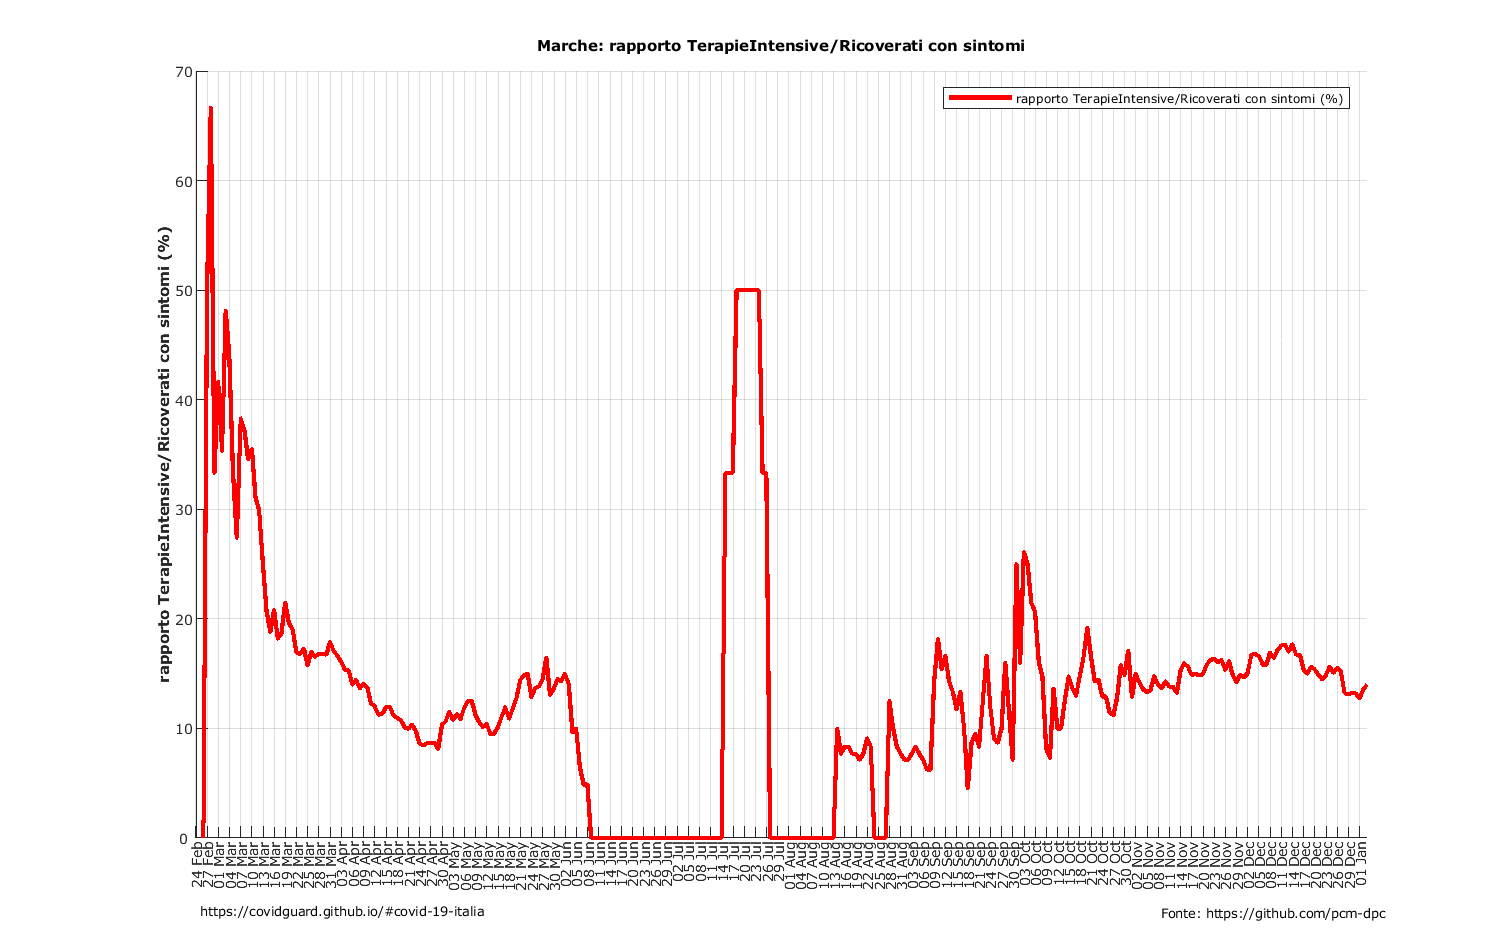 Marche: rapporto TerapieIntensive/Ricoverati con sintomi
rapporto TerapieIntensive/Ricoverati con sintomi (%)
rapporto TerapieIntensive/Ricoverati con sintomi (%)
70
60
50
40
30
20
10
0
24 Feb
27 Feb
01 Mar
04 Mar
07 Mar
10 Mar
13 Mar
16 Mar
19 Mar
22 Mar
25 Mar
28 Mar
31 Mar
03 Apr
06 Apr
09 Apr
12 Apr
15 Apr
18 Apr
21 Apr
24 Apr
27 Apr
30 Apr
03 May
06 May
09 May
12 May
15 May
18 May
21 May
24 May
27 May
30 May
02 Jun
05 Jun
08 Jun
11 Jun
14 Jun
17 Jun
20 Jun
23 Jun
26 Jun
29 Jun
02 Jul
05 Jul
08 Jul
11 Jul
14 Jul
17 Jul
20 Jul
23 Jul
26 Jul
29 Jul
01 Aug
04 Aug
07 Aug
10 Aug
13 Aug
16 Aug
19 Aug
22 Aug
25 Aug
28 Aug
31 Aug
03 Sep
06 Sep
09 Sep
12 Sep
15 Sep
18 Sep
21 Sep
24 Sep
27 Sep
30 Sep
03 Oct
06 Oct
09 Oct
12 Oct
15 Oct
18 Oct
21 Oct
24 Oct
27 Oct
30 Oct
02 Nov
05 Nov
08 Nov
11 Nov
14 Nov
17 Nov
20 Nov
23 Nov
26 Nov
29 Nov
02 Dec
05 Dec
08 Dec
11 Dec
14 Dec
17 Dec
20 Dec
23 Dec
26 Dec
29 Dec
01 Jan
https://covidguard.github.io/#covid-19-italia
Fonte: https://github.com/pcm-dpc